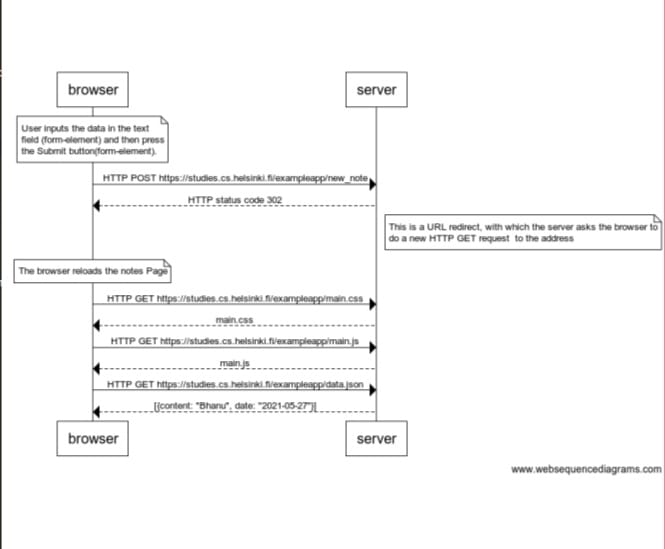 browser
server
User inputs the data in the text
field (form-element) and then press
the Submit button(form-element).
HTTP POST https://studies.cs.helsinki.fi/exampleapp/new_note
HTTP status code 302
This is a URL redirect, with which the server asks the browser to
do a new HTTP GET request to the address
The browser reloads the notes Page
HTTP GET https://studies.cs.helsinki.fi/exampleapp/main.css
main.css
HTTP GET https://studies.cs.helsinki.fi/exampleapp/main.js
main.js
HTTP GET https://studies.cs.helsinki.fi/exampleapp/data.json
[{content: "Bhanu", date: "2021-05-27"}]
browser
server
www.websequencediagrams.com